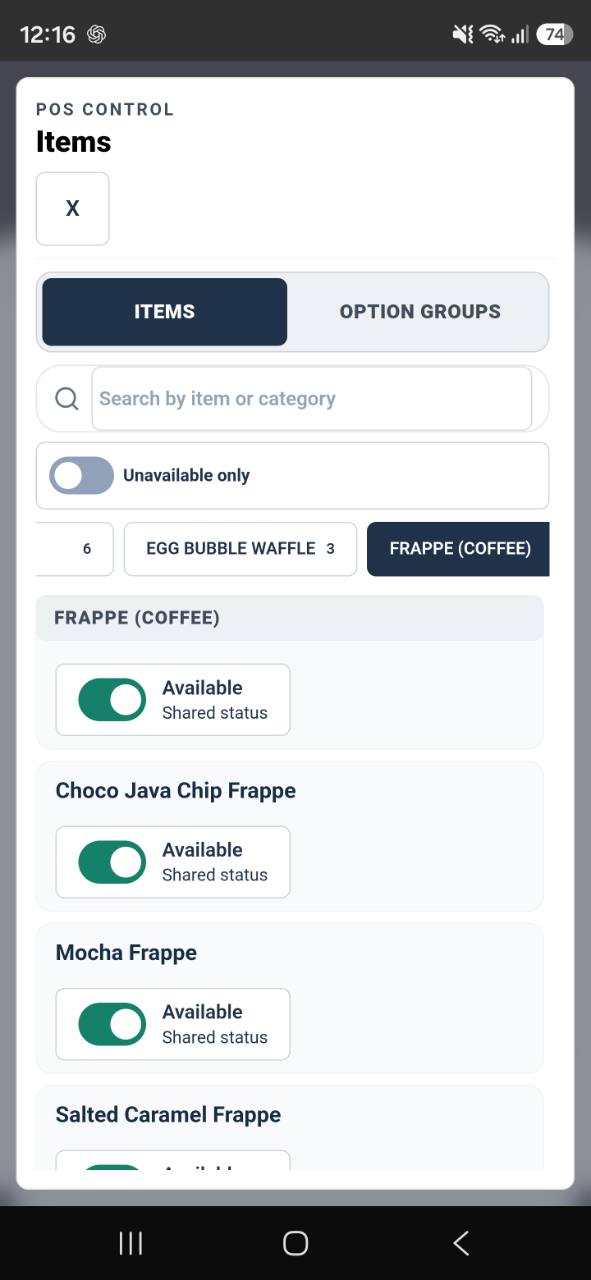 12:16
74
POS CONTROL
Items
X
ITEMS
OPTION GROUPS
Search by item or category
Unavailable only
6
EGG BUBBLE WAFFLE 3
FRAPPE (COFFEE)
FRAPPE (COFFEE)
Available
Shared status
Choco Java Chip Frappe
Available
Shared status
Mocha Frappe
Available
Shared status
Salted Caramel Frappe